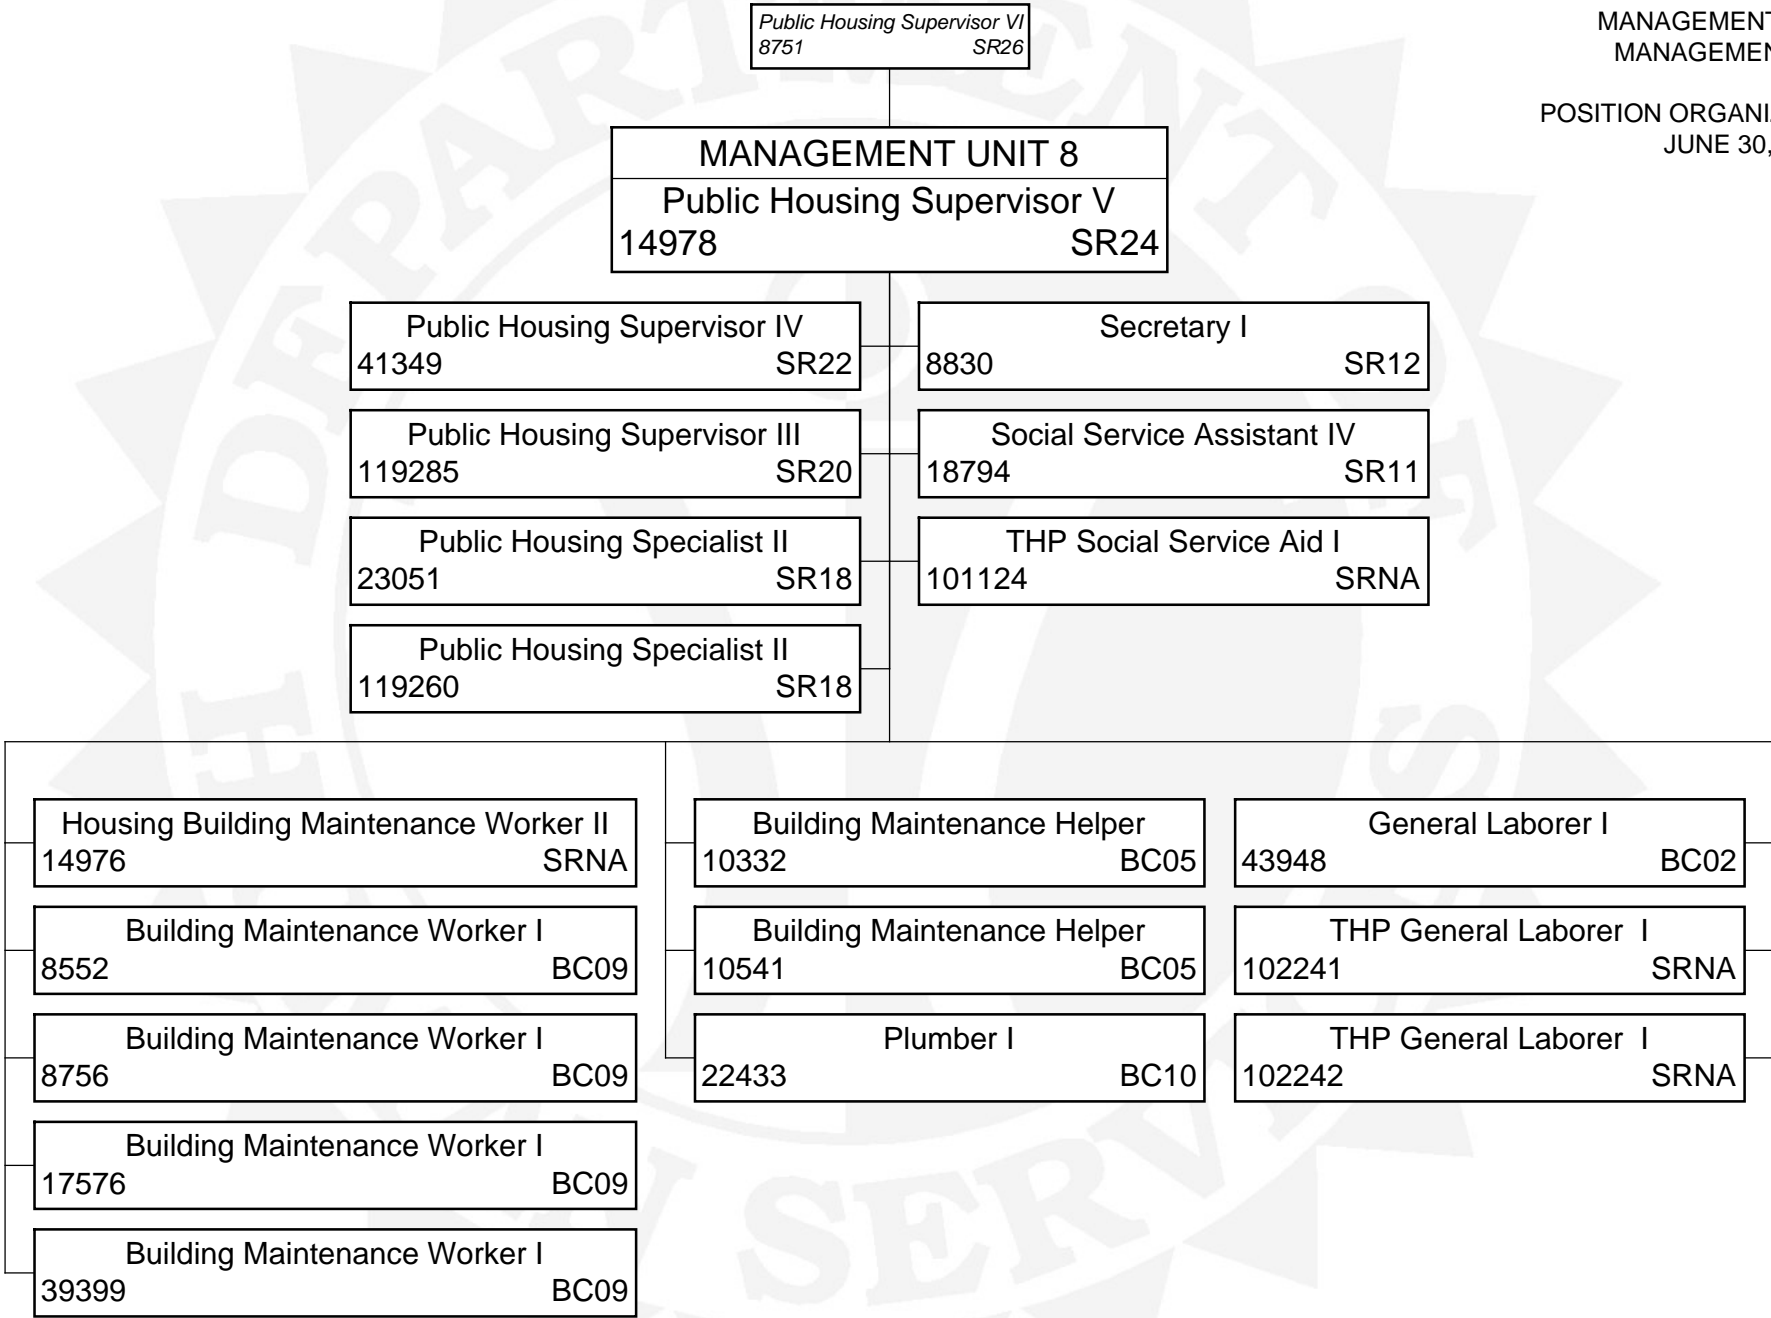 Public Housing Supervisor VI
8751 SR26
MANAGEMENT
POSITION
JUNE 30,
MANAGEMENT UNIT 8
Public Housing Supervisor V
14978 SR24
Public Housing Supervisor IV
41349 SR22
Secretary I
8830 SR12
Public Housing Supervisor III
119285 SR20
Social Service Assistant IV
18794 SR11
Public Housing Specialist II
23051 SR18
THP Social Service Aid I
101124 SRNA
Public Housing Specialist II
119260 SR18
Housing Building Maintenance Worker II
14976 SRNA
Building Maintenance Worker I
8552 BC09
Building Maintenance Worker I
8756 BC09
Building Maintenance Worker I
17576 BC09
Building Maintenance Worker I
39399 BC09
Building Maintenance Helper
10332 BC05
Building Maintenance Helper
10541 BC05
Plumber I
22433 BC10
General Laborer I
43948 BC02
THP General Laborer I
102241 SRNA
THP General Laborer I
102242 SRNA
DEPARTMENT